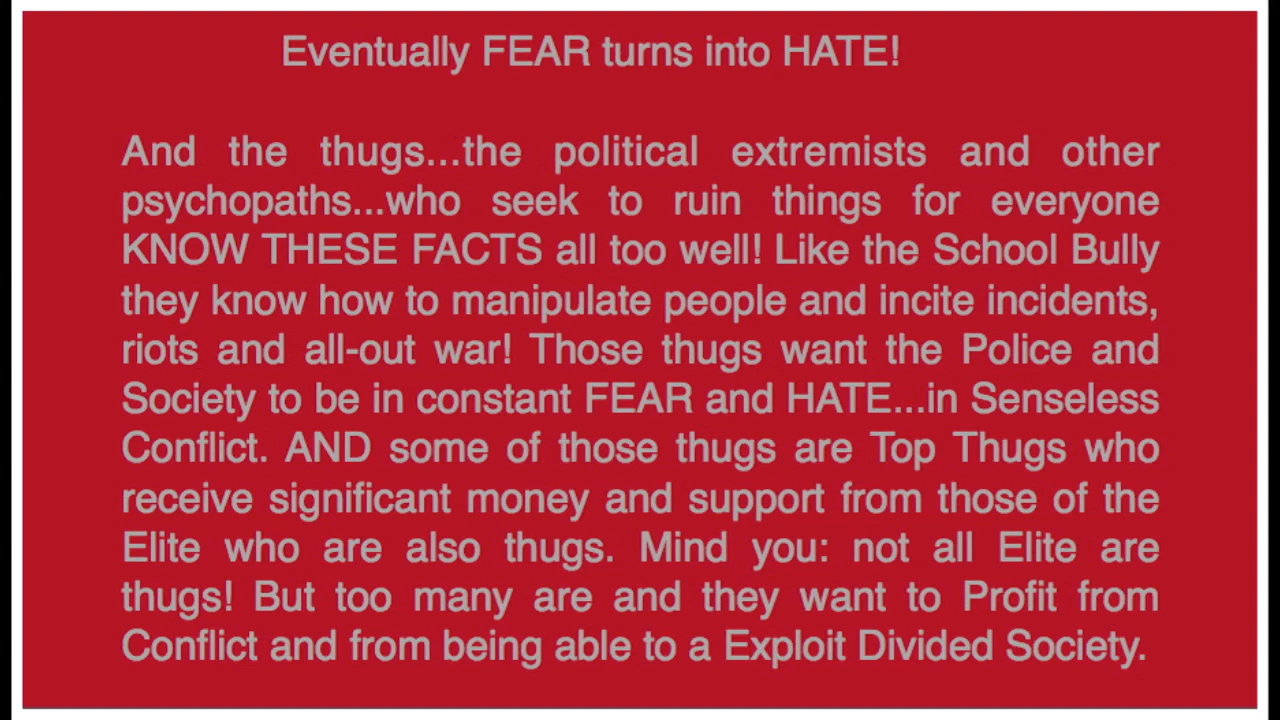 Eventually FEAR turns into HATE!
And the thugs...the political extremists and other
psychopaths...who seek to ruin things for everyone
KNOW THESE FACTS all too well! Like the School Bully
they know how to manipulate people and incite incidents,
riots and all-out war! Those thugs want the Police and
Society to be in constant FEAR and HATE...in Senseless
Conflict. AND some of those thugs are Top Thugs who
receive significant money and support from those of the
Elite who are also thugs. Mind you: not all Elite are
thugs! But too many are and they want to Profit from
Conflict and from being able to a Exploit Divided Society.